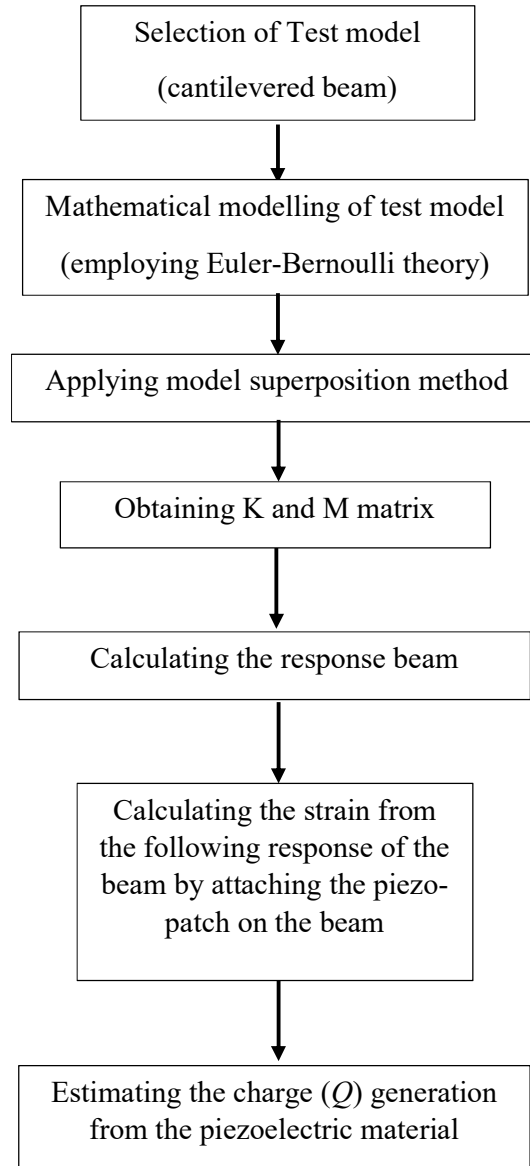 Selection of Test model
(cantilevered beam)
Mathematical modelling of test model
(employing Euler-Bernoulli theory)
Applying model superposition method
Obtaining K and M matrix
Calculating the response beam
Calculating the strain from
the following response of the
beam by attaching the piezo-
patch on the beam
Estimating the charge (Q) generation
from the piezoelectric material